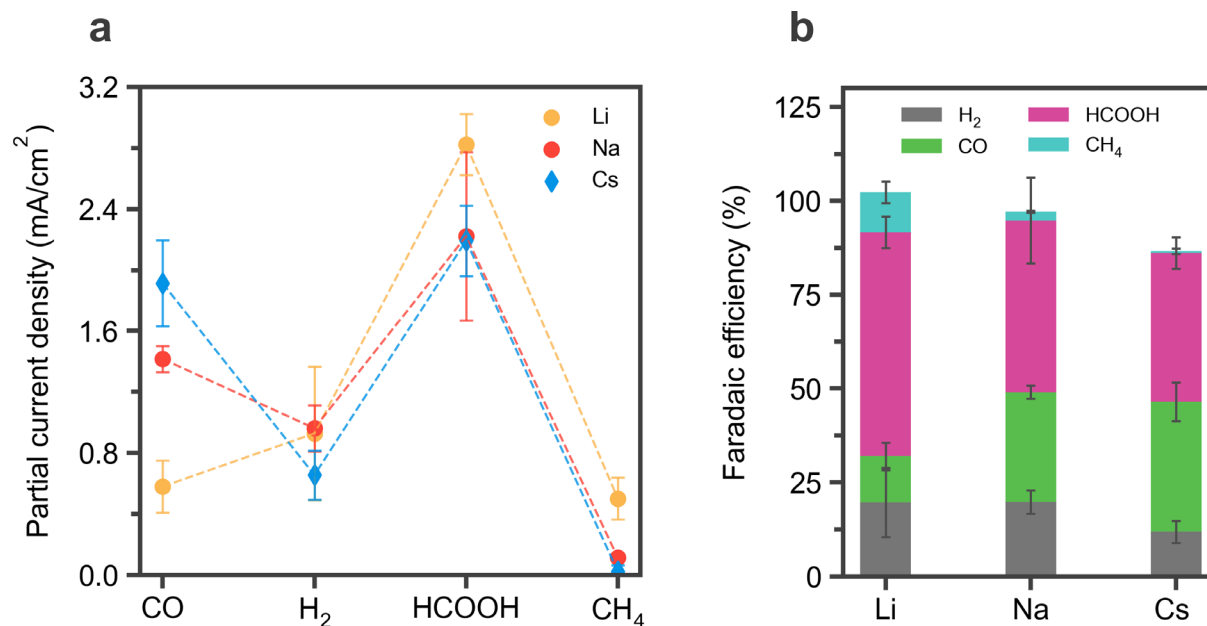 a
Partial current density (mA/cm²)
3.2
2.4
1.6
0.8
0.0
Li
Na
Cs
CO
H₂
HCOOH
CH₄
b
Faradaic efficiency (%)
125
100
75
50
25
0
H₂
HCOOH
CO
CH₄
Li
Na
Cs